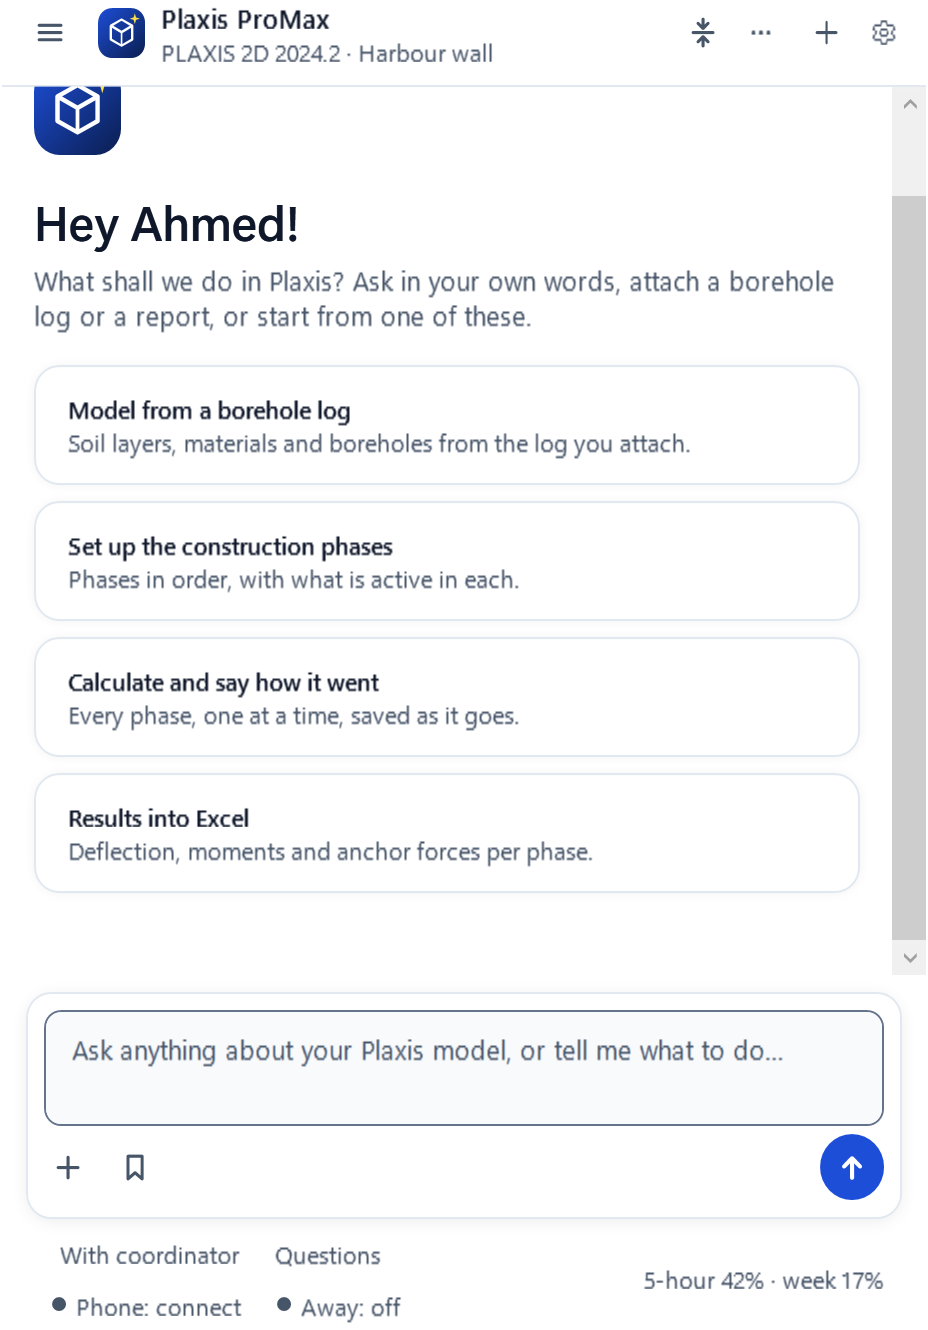 Plaxis ProMax
PLAXIS 2D 2024.2 · Harbour wall
Hey Ahmed!
What shall we do in Plaxis? Ask in your own words, attach a borehole
log or a report, or start from one of these.
Model from a borehole log
Soil layers, materials and boreholes from the log you attach.
Set up the construction phases
Phases in order, with what is active in each.
Calculate and say how it went
Every phase, one at a time, saved as it goes.
Results into Excel
Deflection, moments and anchor forces per phase.
Ask anything about your Plaxis model, or tell me what to do...
With coordinator Questions
5-hour 42% · week 17%
Phone: connect Away: off